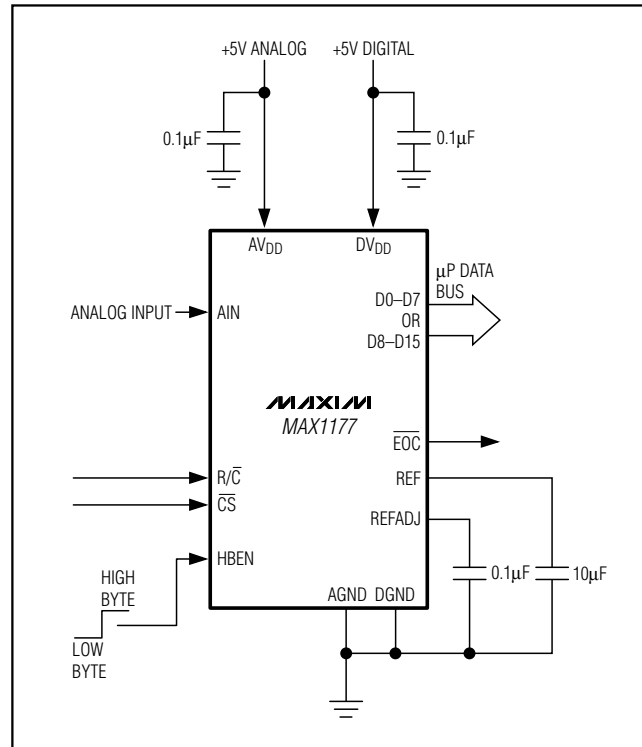 +5V ANALOG
+5V DIGITAL
0.1µF
0.1µF
AVDD
DVDD
µP DATA
BUS
ANALOG INPUT
AIN
D0–D7
OR
D8–D15
MAXIM
MAX1177
EOC
R/C
REF
CS
REFADJ
HBEN
HIGH
BYTE
0.1µF
10µF
AGND
DGND
LOW
BYTE